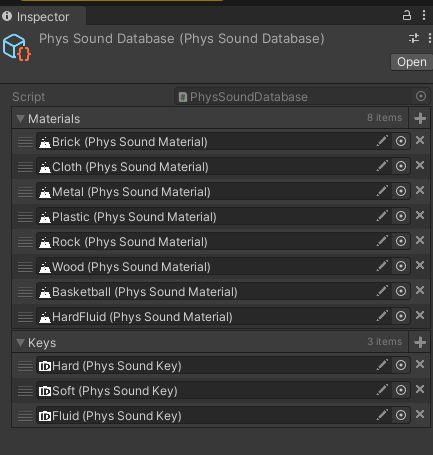 Inspector
Phys Sound Database (Phys Sound Database)
Open
Script PhysSoundDatabase
Materials 8 items
Brick (Phys Sound Material)
Cloth (Phys Sound Material)
Metal (Phys Sound Material)
Plastic (Phys Sound Material)
Rock (Phys Sound Material)
Wood (Phys Sound Material)
Basketball (Phys Sound Material)
HardFluid (Phys Sound Material)
Keys 3 items
Hard (Phys Sound Key)
Soft (Phys Sound Key)
Fluid (Phys Sound Key)